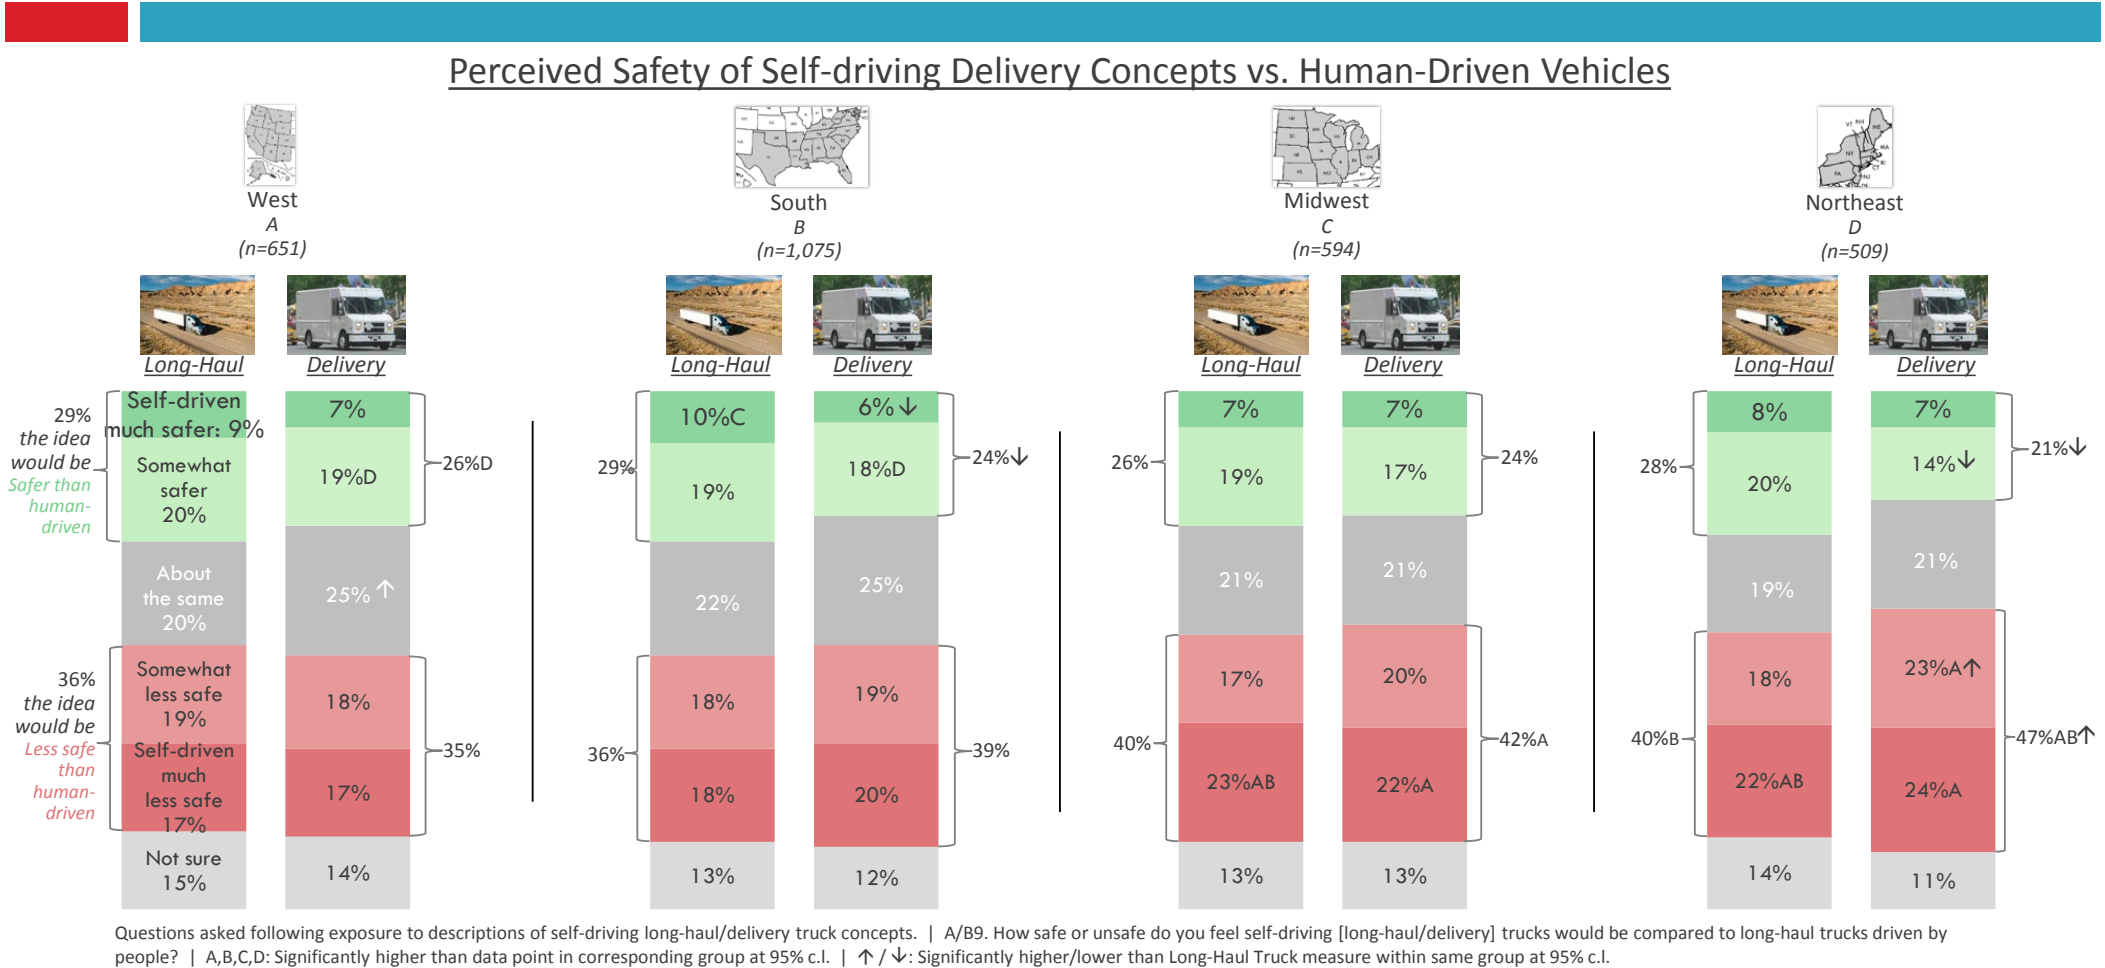 Perceived Safety of Self-driving Delivery Concepts vs. Human-Driven Vehicles
West
A
(n=651)
South
B
(n=1,075)
Midwest
C
(n=594)
Northeast
D
(n=509)
Long-Haul
Delivery
Long-Haul
Delivery
Long-Haul
Delivery
Long-Haul
Delivery
29%
the idea
would be
Safer than
human-
driven
36%
the idea
would be
Less safe
than
human-
driven
Self-driven
much safer: 9%
Somewhat
safer
20%
About
the same
20%
Somewhat
less safe
19%
Self-driven
much
less safe
17%
Not sure
15%
7%
19%D
25% ↑
18%
17%
14%
26%D
35%
29%
36%
10%C
19%
22%
18%
18%
13%
6% ↓
18%D
25%
19%
20%
12%
24%↓
39%
26%
40%
7%
19%
21%
17%
23%AB
13%
7%
17%
21%
20%
22%A
13%
24%
42%A
28%
40%B
8%
20%
19%
18%
22%AB
14%
7%
14%↓
21%
23%A↑
24%A
11%
21%↓
47%AB↑
Questions asked following exposure to descriptions of self-driving long-haul/delivery truck concepts. | A/B9. How safe or unsafe do you feel self-driving [long-haul/delivery] trucks would be compared to long-haul trucks driven by
people? | A,B,C,D: Significantly higher than data point in corresponding group at 95% c.l. | ↑ / ↓: Significantly higher/lower than Long-Haul Truck measure within same group at 95% c.l.